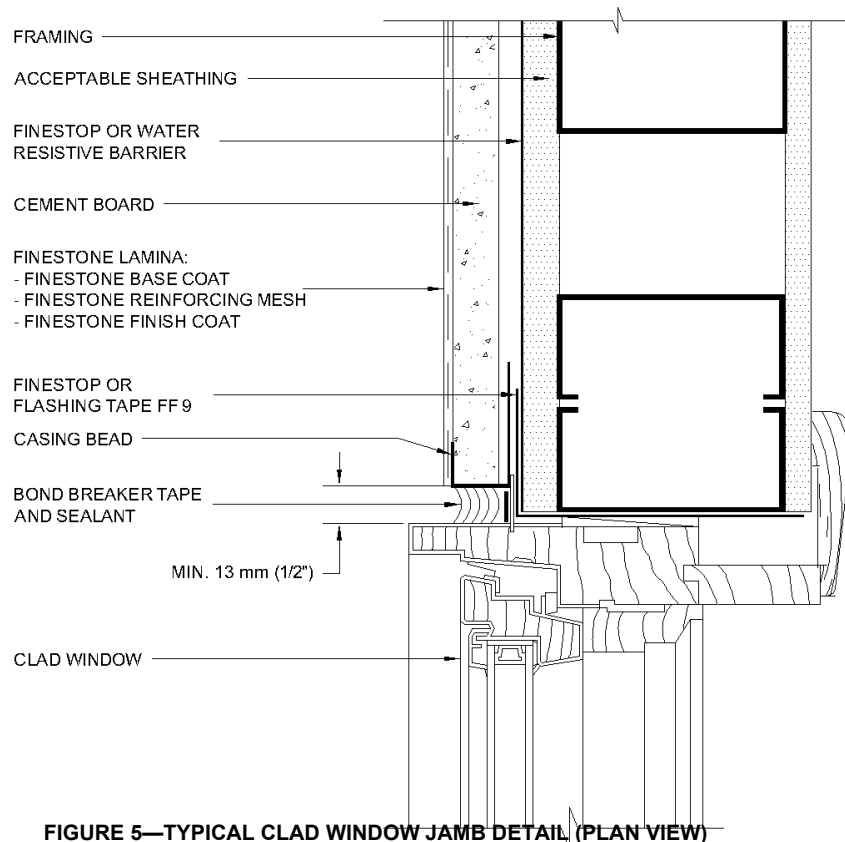 FRAMING
ACCEPTABLE SHEATHING
FINESTOP OR WATER
RESISTIVE BARRIER
CEMENT BOARD
FINESTONE LAMINA:
- FINESTONE BASE COAT
- FINESTONE REINFORCING MESH
- FINESTONE FINISH COAT
FINESTOP OR
FLASHING TAPE FF9
CASING BEAD
BOND BREAKER TAPE
AND SEALANT
MIN. 13 mm (1/2")
CLAD WINDOW
FIGURE 5—TYPICAL CLAD WINDOW JAMB DETAIL (PLAN VIEW)